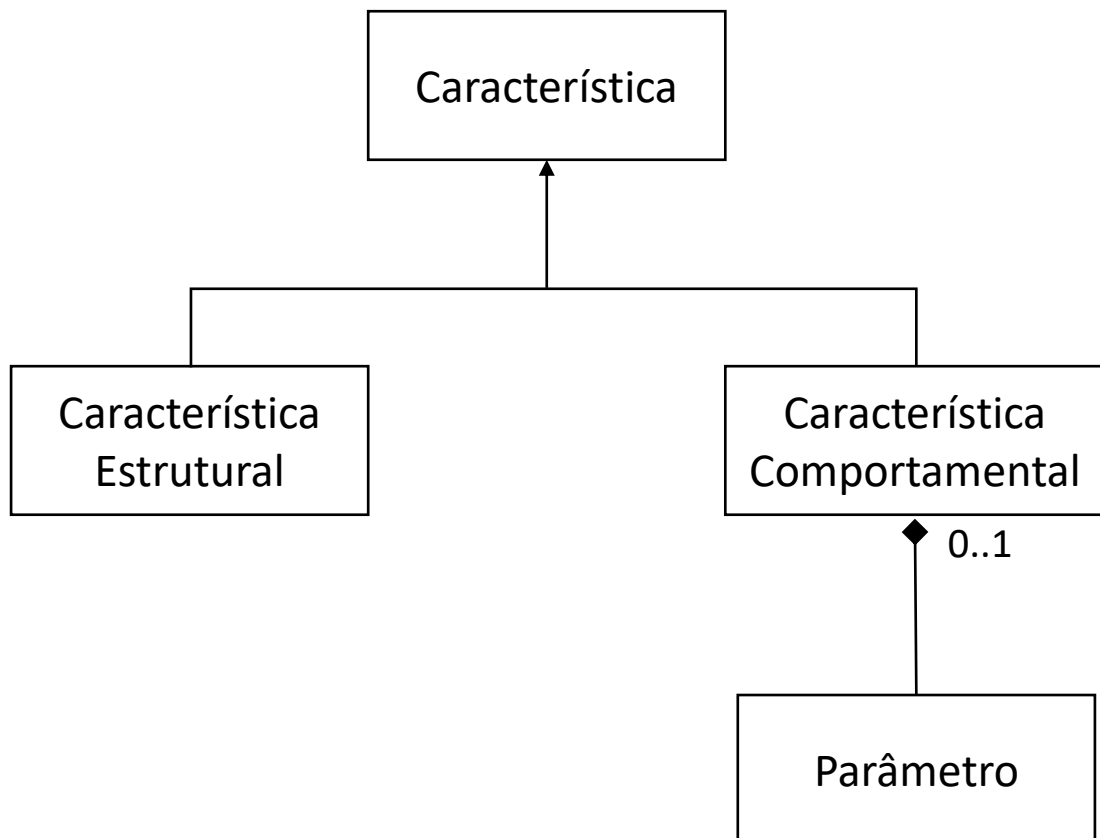 Característica
Característica
Estrutural
Característica
Comportamental
0..1
Parâmetro